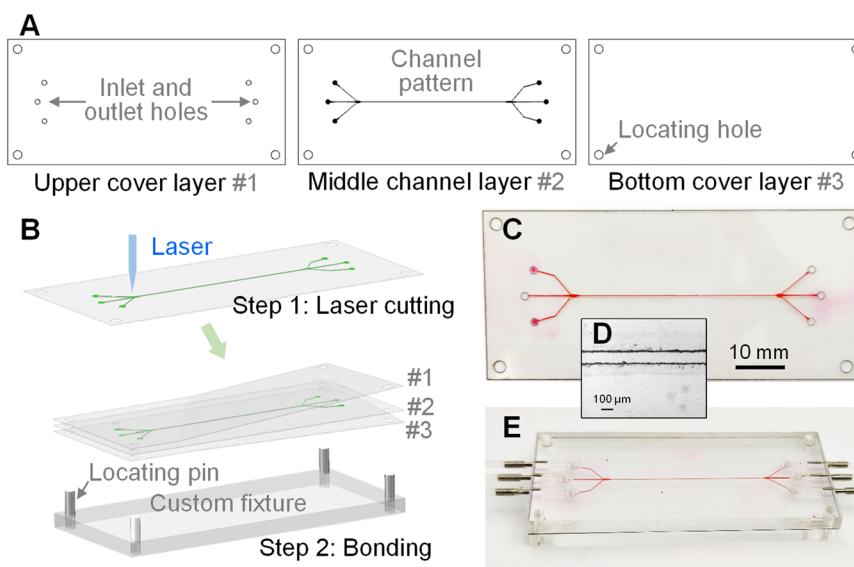 A
Inlet and
outlet holes
Channel
pattern
Locating hole
Upper cover layer #1
Middle channel layer #2
Bottom cover layer #3
B
Laser
Step 1: Laser cutting
#1
#2
#3
Locating pin
Custom fixture
Step 2: Bonding
C
10 mm
D
100 μm
E